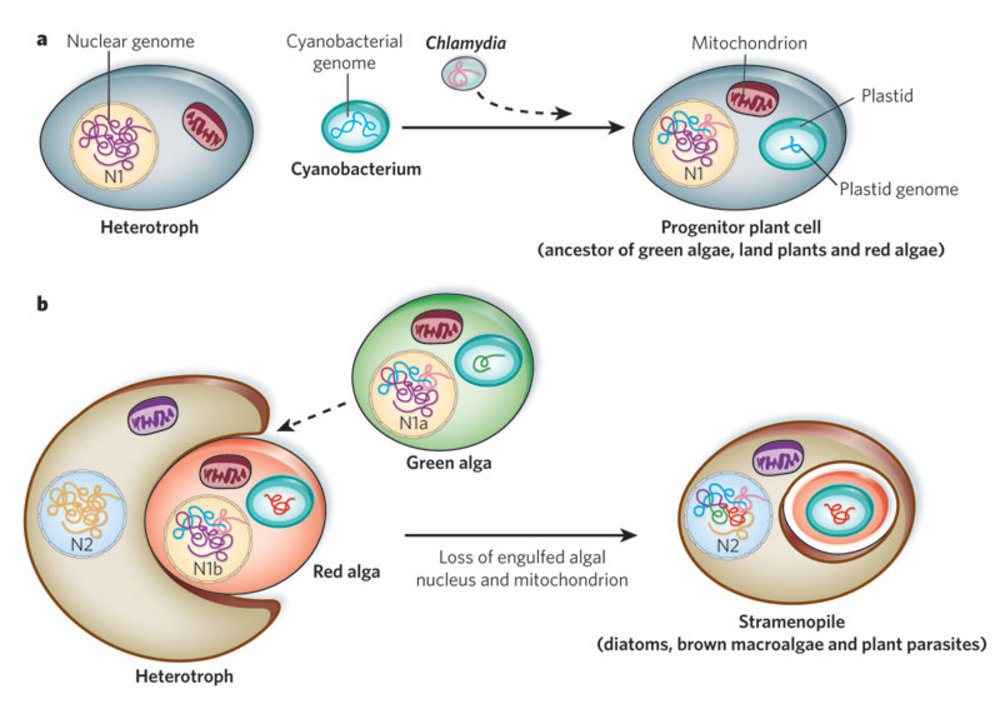 a
Nuclear genome
Cyanobacterial
genome
Chlamydia
Mitochondrion
Plastid
Plastid genome
N1
Cyanobacterium
N1
Heterotroph
Progenitor plant cell
(ancestor of green algae, land plants and red algae)
b
N1a
Green alga
N2
N1b
Red alga
Heterotroph
Loss of engulfed algal
nucleus and mitochondrion
N2
Stramenopile
(diatoms, brown macroalgae and plant parasites)